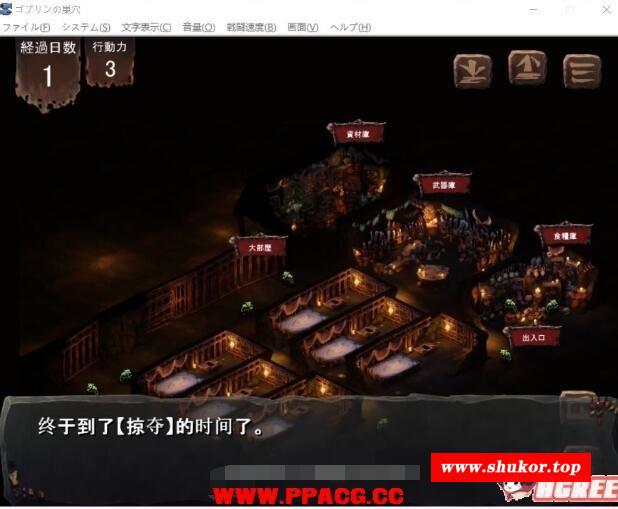 ゴブリンの巣穴
ファイル(F) システム(S) 文字表示(C) 音量(O) 戦闘速度(B) 画面(V) ヘルプ(H)
経過日数 行動力
1 3
資材庫
武器庫
食糧庫
大部屋
出入口
终于到了【掠夺】的时间了。
www.shukor.top
WWW.PPACG.CC
AGREE